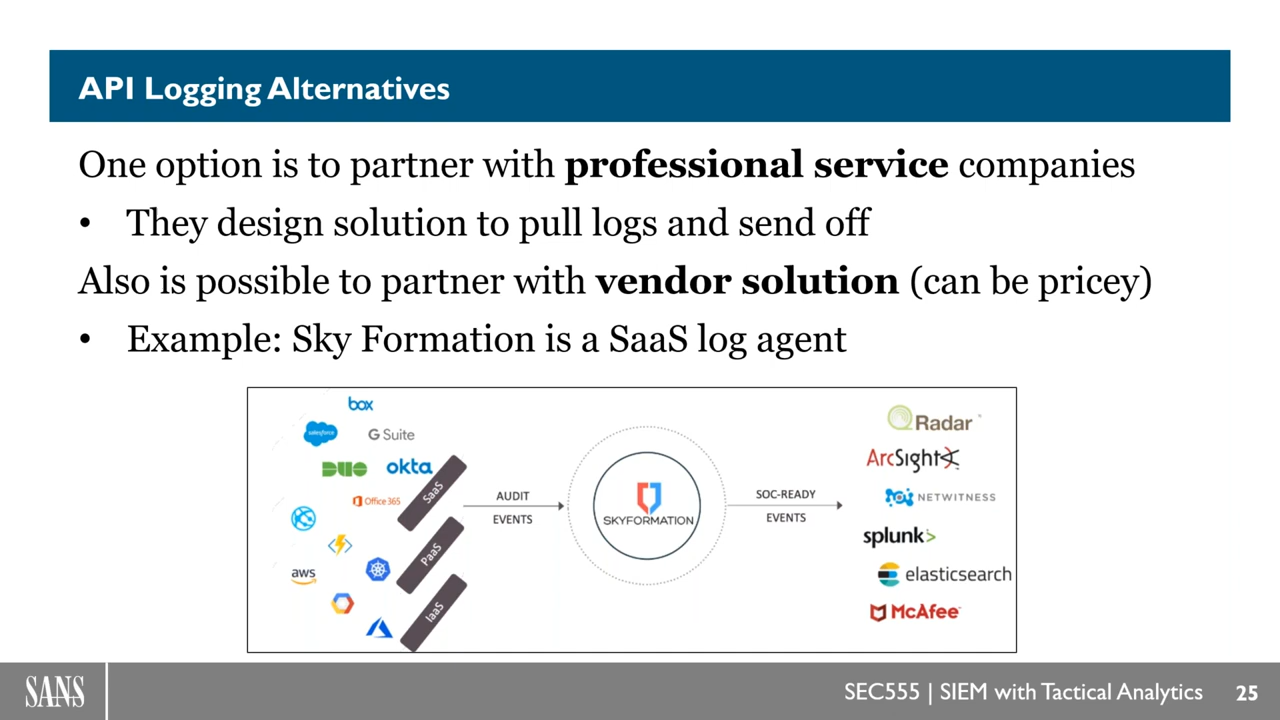 API Logging Alternatives
One option is to partner with professional service companies
• They design solution to pull logs and send off
Also is possible to partner with vendor solution (can be pricey)
• Example: Sky Formation is a SaaS log agent
box
salesforce
G Suite
DUO
okta
Office 365
SaaS
aws
PaaS
IaaS
AUDIT
EVENTS
SKYFORMATION
SOC-READY
EVENTS
QRadar
ArcSight
NETWITNESS
splunk>
elasticsearch
McAfee
SANS
SEC555 | SIEM with Tactical Analytics
25